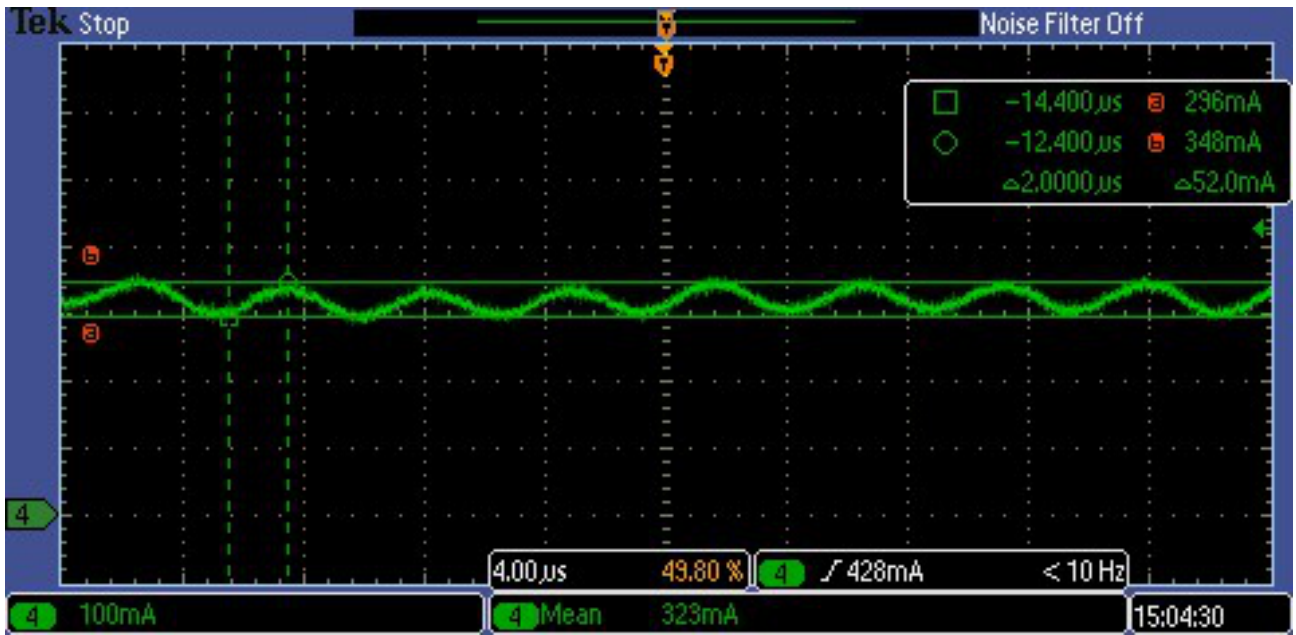 Tek Stop
Noise Filter Off
T
T
−14.400µs a 296mA
−12.400µs b 348mA
△2.0000µs △52.0mA
b
a
4
4.00µs 49.80 %
4 428mA < 10 Hz
4 100mA
4 Mean 323mA
15:04:30